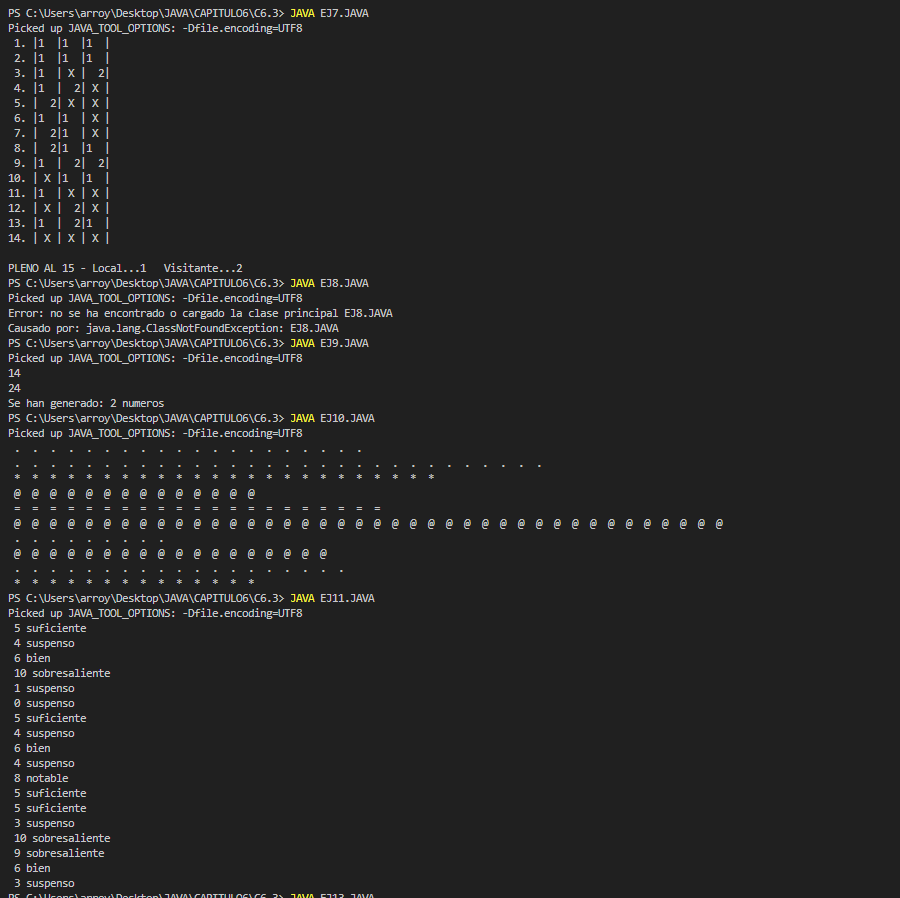 PS C:\Users\arroy\Desktop\JAVA\CAPITULO6\C6.3> JAVA EJ7.JAVA
Picked up JAVA_TOOL_OPTIONS: -Dfile.encoding=UTF8
 1. |1  |1  |1  |
 2. |1  |1  |1  |
 3. |1  | X |  2|
 4. |1  |  2| X |
 5. |  2| X | X |
 6. |1  |1  | X |
 7. |  2|1  | X |
 8. |  2|1  |1  |
 9. |1  |  2|  2|
10. | X |1  |1  |
11. |1  | X | X |
12. | X |  2| X |
13. |1  |  2|1  |
14. | X | X | X |
PLENO AL 15 - Local...1   Visitante...2
PS C:\Users\arroy\Desktop\JAVA\CAPITULO6\C6.3> JAVA EJ8.JAVA
Picked up JAVA_TOOL_OPTIONS: -Dfile.encoding=UTF8
Error: no se ha encontrado o cargado la clase principal EJ8.JAVA
Causado por: java.lang.ClassNotFoundException: EJ8.JAVA
PS C:\Users\arroy\Desktop\JAVA\CAPITULO6\C6.3> JAVA EJ9.JAVA
Picked up JAVA_TOOL_OPTIONS: -Dfile.encoding=UTF8
14
24
Se han generado: 2 numeros
PS C:\Users\arroy\Desktop\JAVA\CAPITULO6\C6.3> JAVA EJ10.JAVA
Picked up JAVA_TOOL_OPTIONS: -Dfile.encoding=UTF8
 .  .  .  .  .  .  .  .  .  .  .  .  .  .  .  .  .  .  .  .
 .  .  .  .  .  .  .  .  .  .  .  .  .  .  .  .  .  .  .  .  .  .  .  .  .  .  .  .  .  .
 *  *  *  *  *  *  *  *  *  *  *  *  *  *  *  *  *  *  *  *  *  *  *  *
 @  @  @  @  @  @  @  @  @  @  @  @  @  @
 =  =  =  =  =  =  =  =  =  =  =  =  =  =  =  =  =  =  =  =  =
 @  @  @  @  @  @  @  @  @  @  @  @  @  @  @  @  @  @  @  @  @  @  @  @  @  @  @  @  @  @  @  @  @  @  @  @  @  @  @  @
 .  .  .  .  .  .  .  .  .
 @  @  @  @  @  @  @  @  @  @  @  @  @  @  @  @  @  @
 .  .  .  .  .  .  .  .  .  .  .  .  .  .  .  .  .  .  .
 *  *  *  *  *  *  *  *  *  *  *  *  *  *
PS C:\Users\arroy\Desktop\JAVA\CAPITULO6\C6.3> JAVA EJ11.JAVA
Picked up JAVA_TOOL_OPTIONS: -Dfile.encoding=UTF8
 5 suficiente
 4 suspenso
 6 bien
 10 sobresaliente
 1 suspenso
 0 suspenso
 5 suficiente
 4 suspenso
 6 bien
 4 suspenso
 8 notable
 5 suficiente
 5 suficiente
 3 suspenso
 10 sobresaliente
 9 sobresaliente
 6 bien
 3 suspenso
PS C:\Users\arroy\Desktop\JAVA\CAPITULO6\C6.3> JAVA EJ13.JAVA